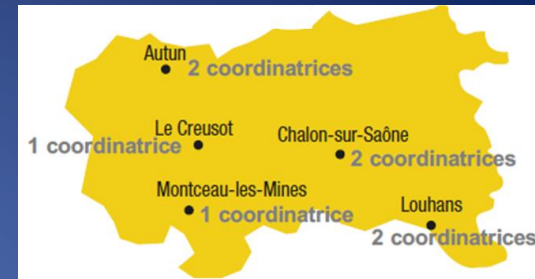 Autun
2 coordinatrices
Le Creusot
1 coordinatrice
Chalon-sur-Saône
2 coordinatrices
Montceau-les-Mines
1 coordinatrice
Louhans
2 coordinatrices